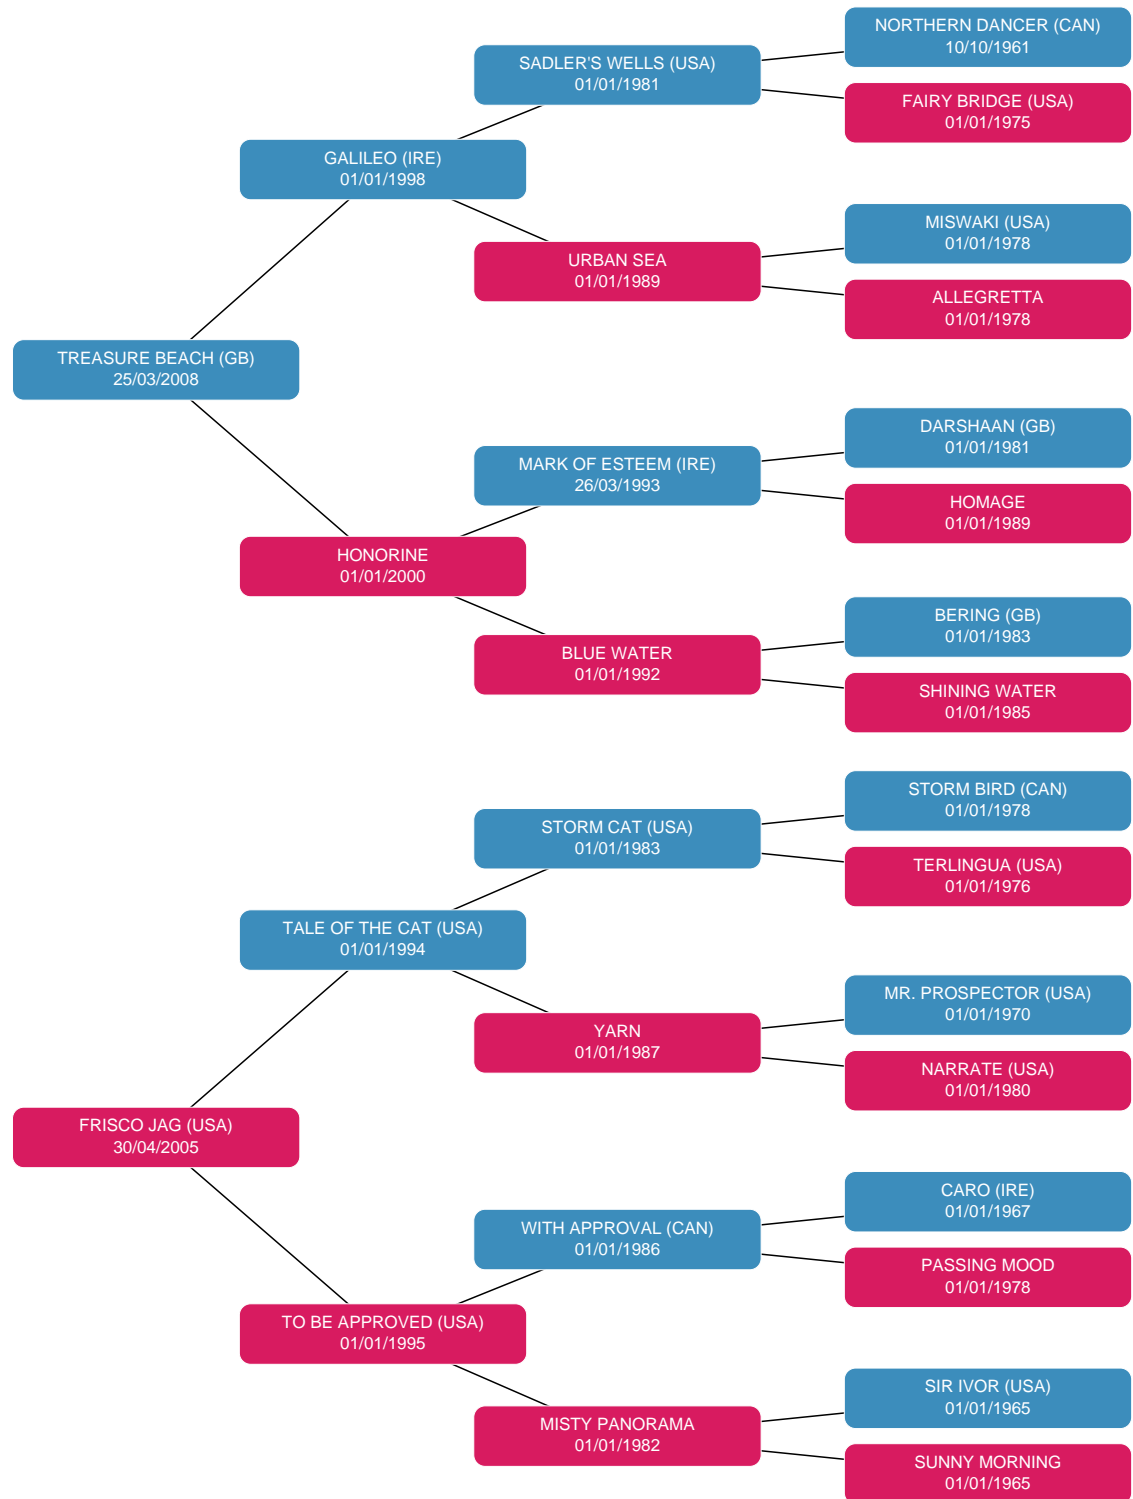 NORTHERN DANCER (CAN)
10/10/1961
SADLER'S WELLS (USA)
01/01/1981
FAIRY BRIDGE (USA)
01/01/1975
GALILEO (IRE)
01/01/1998
MISWAKI (USA)
01/01/1978
URBAN SEA
01/01/1989
ALLEGRETTA
01/01/1978
TREASURE BEACH (GB)
25/03/2008
DARSHAAN (GB)
01/01/1981
MARK OF ESTEEM (IRE)
26/03/1993
HOMAGE
01/01/1989
HONORINE
01/01/2000
BERING (GB)
01/01/1983
BLUE WATER
01/01/1992
SHINING WATER
01/01/1985
STORM BIRD (CAN)
01/01/1978
STORM CAT (USA)
01/01/1983
TERLINGUA (USA)
01/01/1976
TALE OF THE CAT (USA)
01/01/1994
MR. PROSPECTOR (USA)
01/01/1970
YARN
01/01/1987
NARRATE (USA)
01/01/1980
FRISCO JAG (USA)
30/04/2005
CARO (IRE)
01/01/1967
WITH APPROVAL (CAN)
01/01/1986
PASSING MOOD
01/01/1978
TO BE APPROVED (USA)
01/01/1995
SIR IVOR (USA)
01/01/1965
MISTY PANORAMA
01/01/1982
SUNNY MORNING
01/01/1965